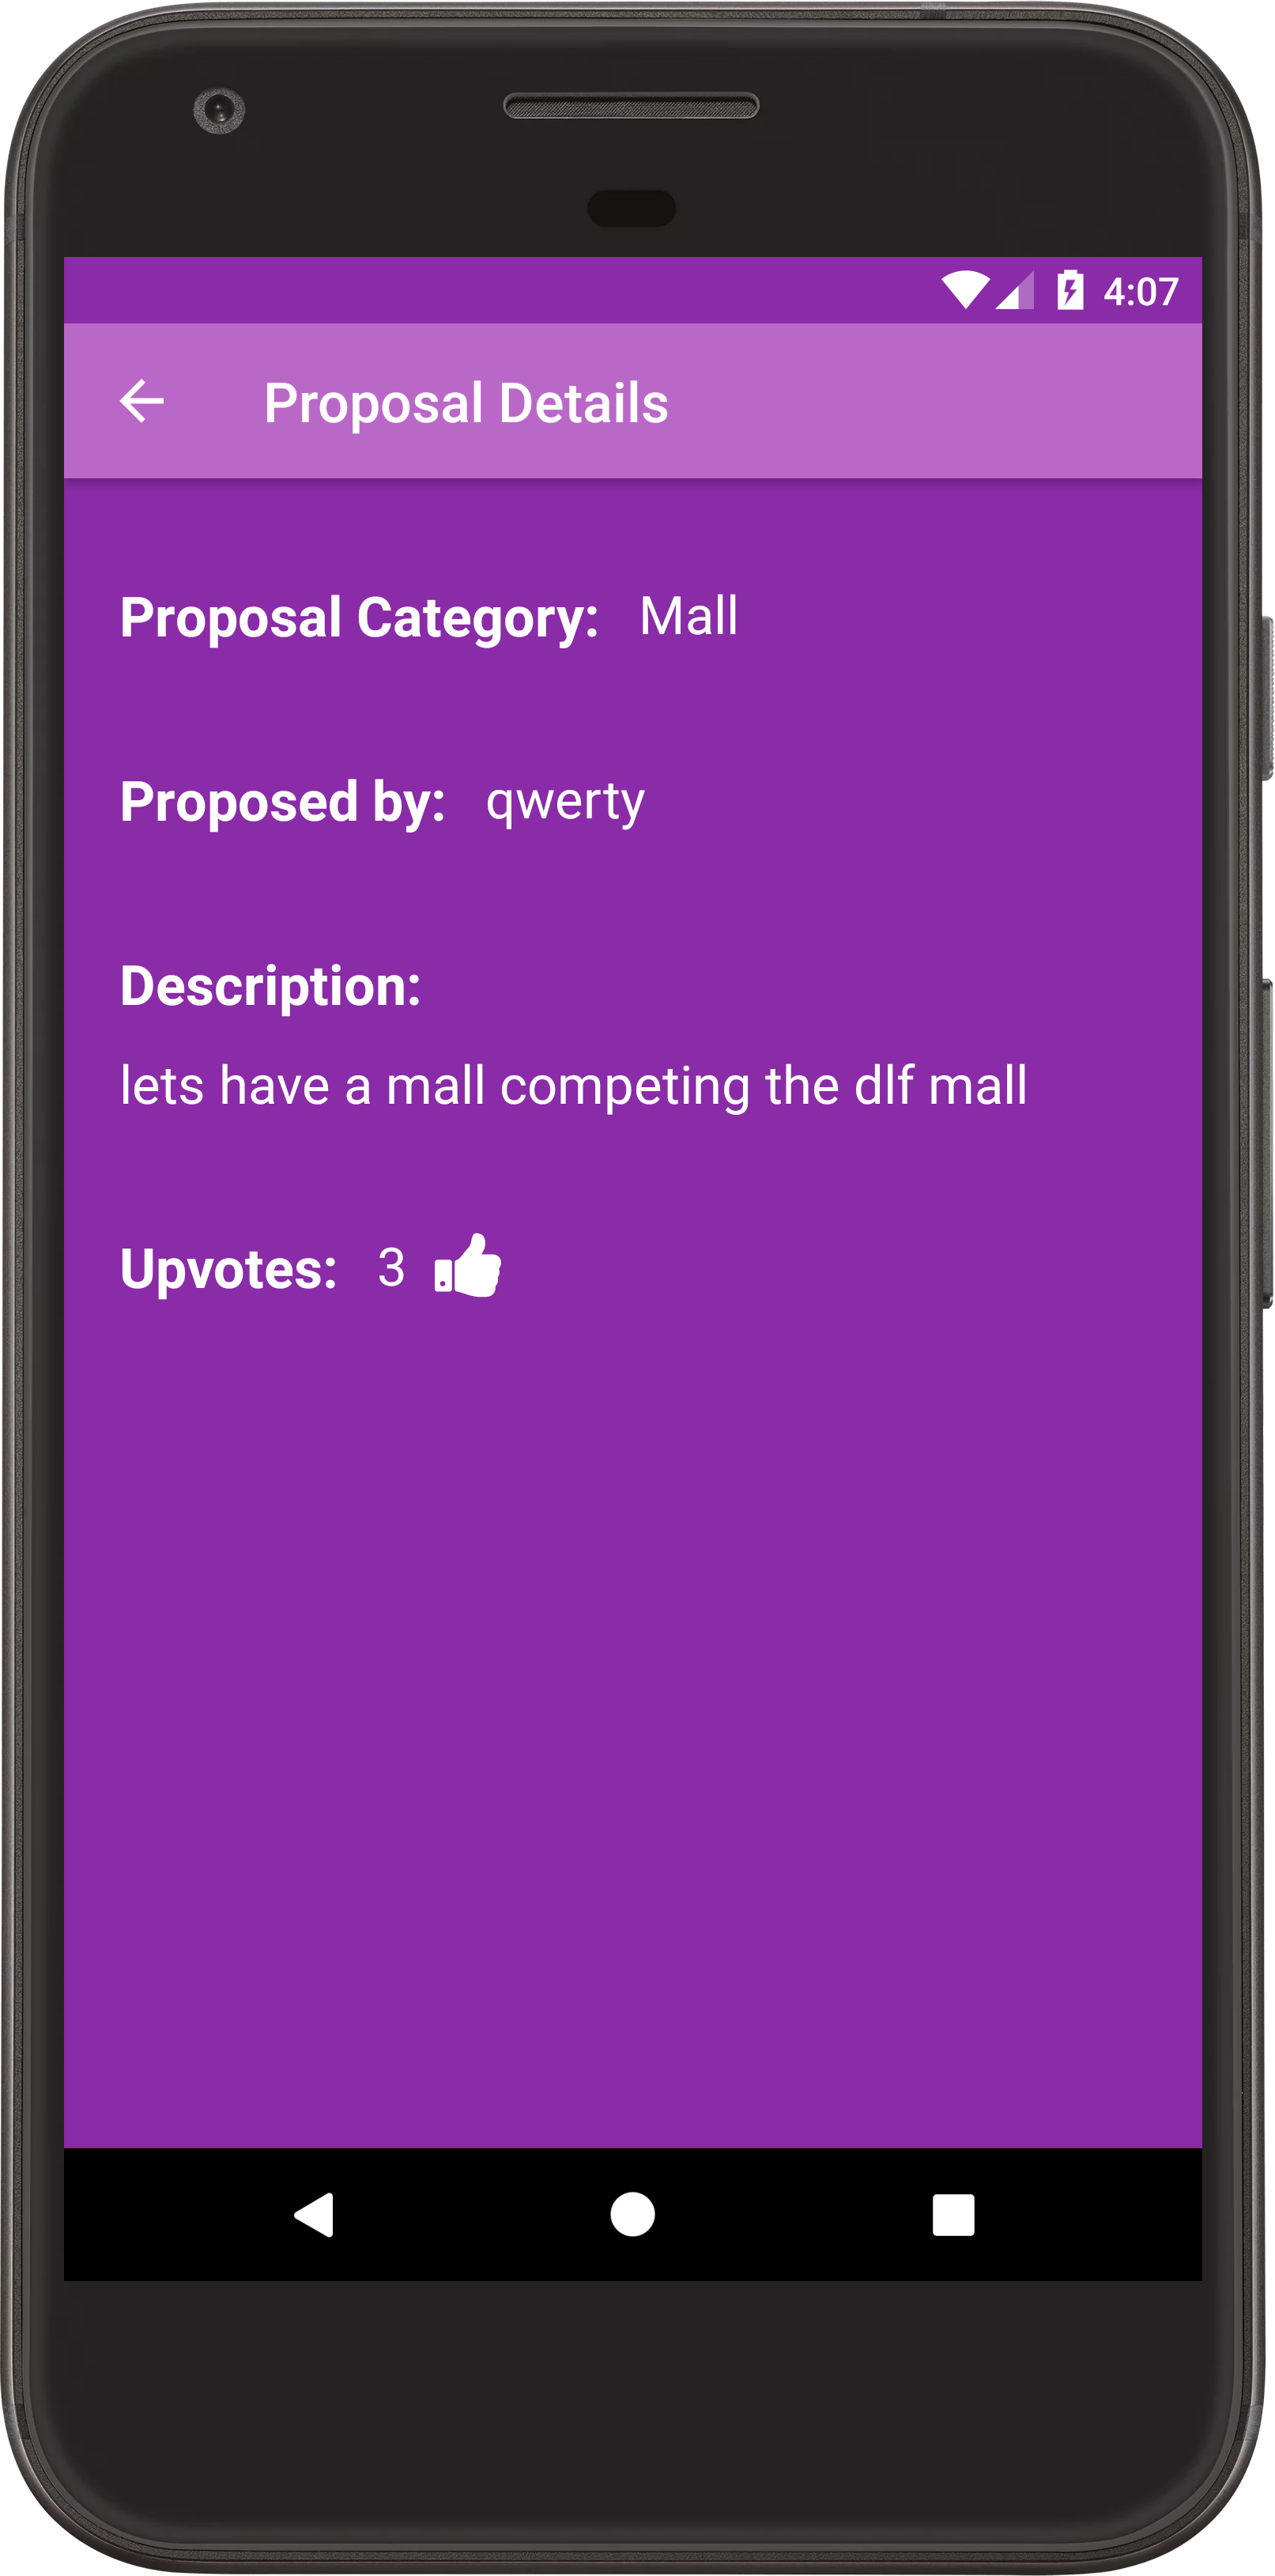 4:07
Proposal Details
Proposal Category: Mall
Proposed by: qwerty
Description:
lets have a mall competing the dlf mall
Upvotes: 3